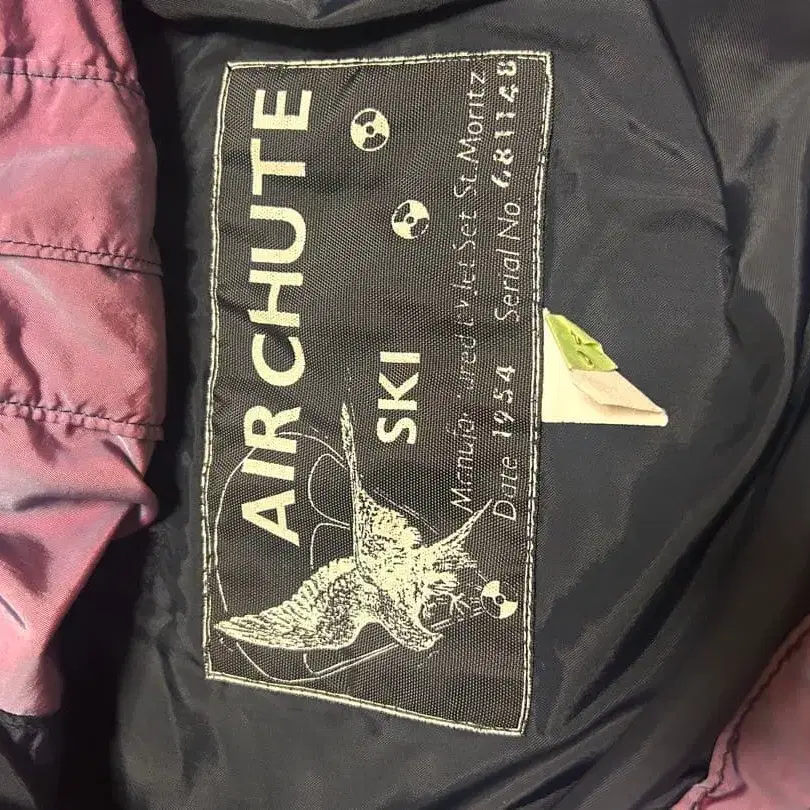 AIR CHUTE
SKI
Manufactured by Jet Set St. Moritz
Date 1954 Serial No 681148